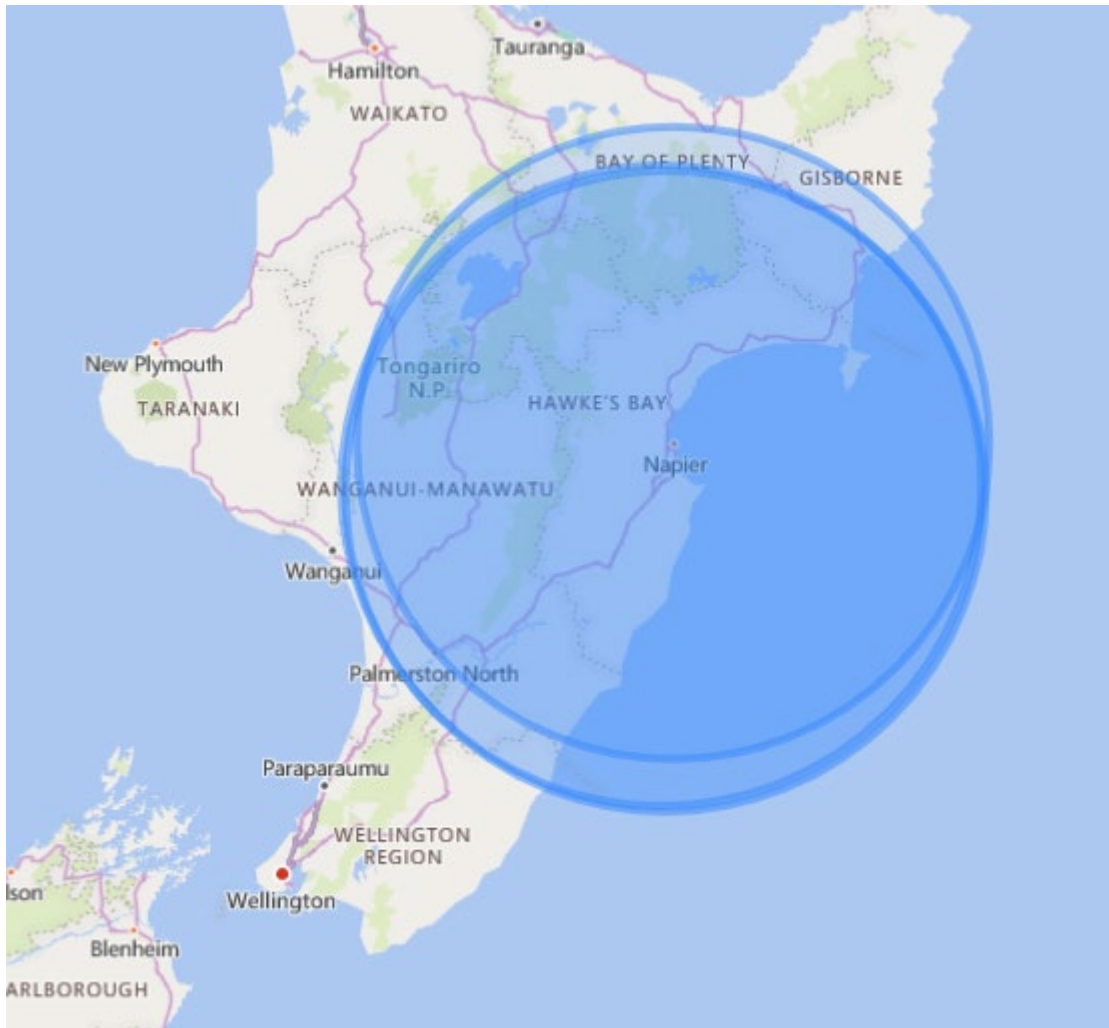 Tauranga
Hamilton
WAIKATO
BAY OF PLENTY
GISBORNE
New Plymouth
Tongariro
N.P.
TARANAKI
HAWKE'S BAY
Napier
WANGANUI-MANAWATU
Wanganui
Palmerston North
Paraparaumu
WELLINGTON
REGION
Wellington
lson
Blenheim
ARLBOROUGH